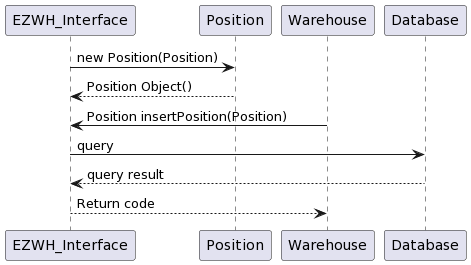 EZWH_Interface Position Warehouse Database
new Position(Position)
Position Object()
Position insertPosition(Position)
query
query result
Return code
EZWH_Interface Position Warehouse Database